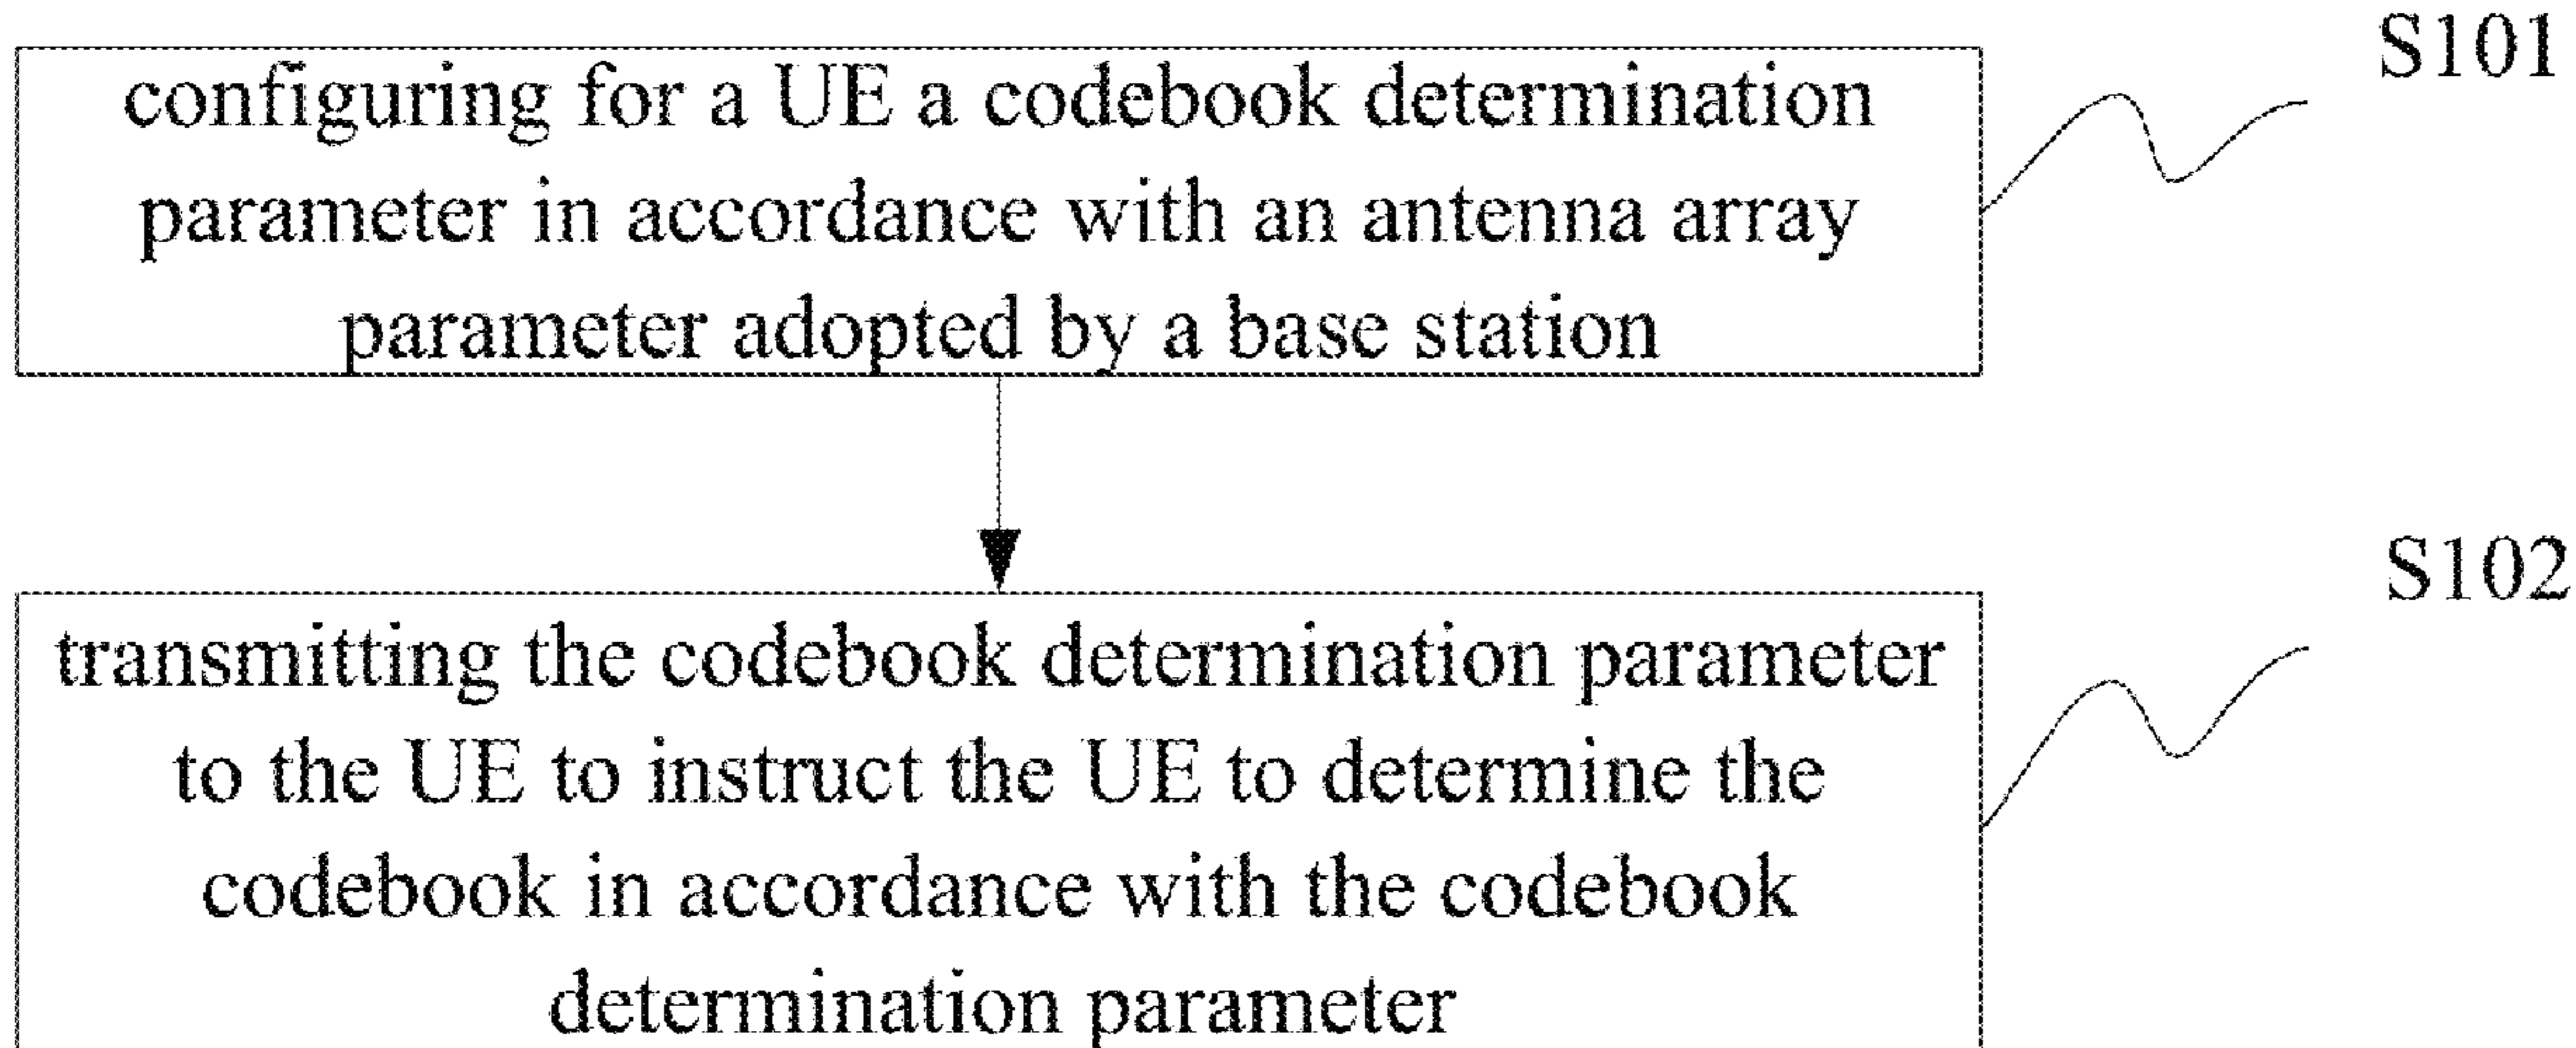 S101
configuring for a UE a codebook determination
parameter in accordance with an antenna array
parameter adopted by a base station
S102
transmitting the codebook determination parameter
to the UE to instruct the UE to determine the
codebook in accordance with the codebook
determination parameter